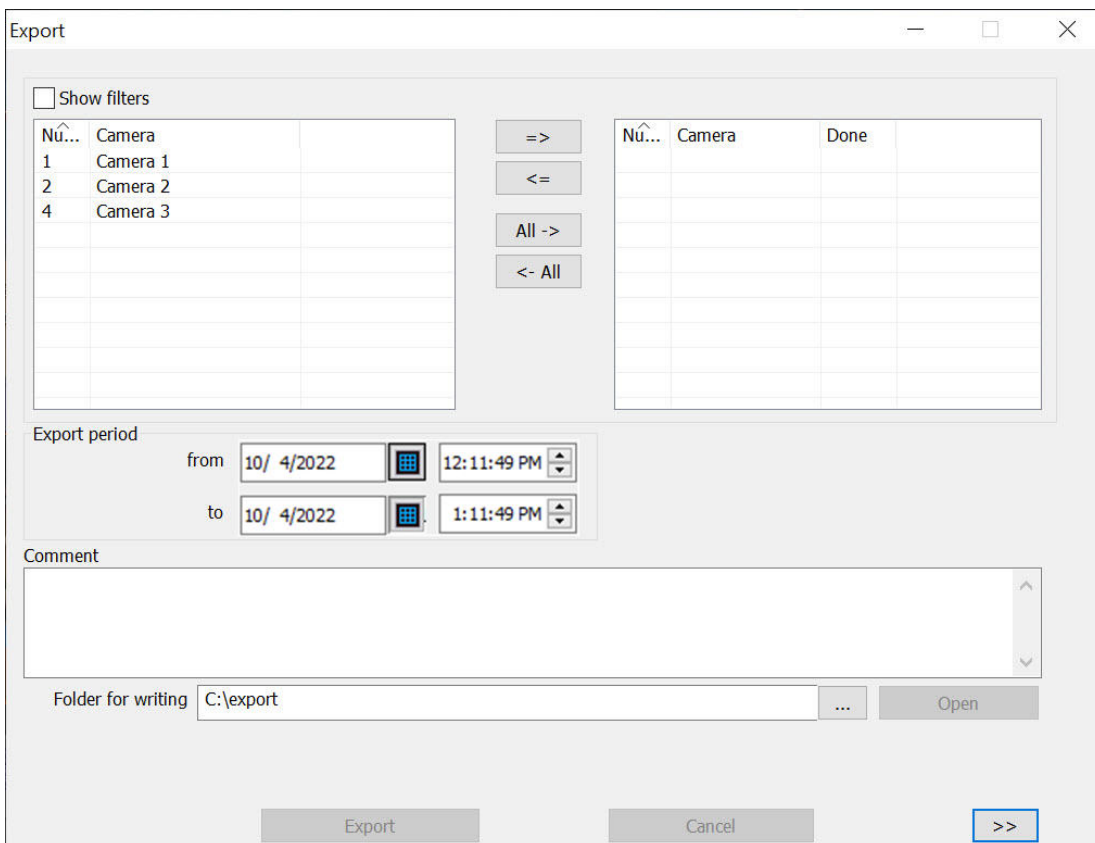 Export
Show filters
Nu... Camera
1 Camera 1
2 Camera 2
4 Camera 3
=>
<=
All ->
<- All
Nu... Camera Done
Export period
from 10/ 4/2022 12:11:49 PM
to 10/ 4/2022 1:11:49 PM
Comment
Folder for writing C:\export ... Open
Export Cancel >>